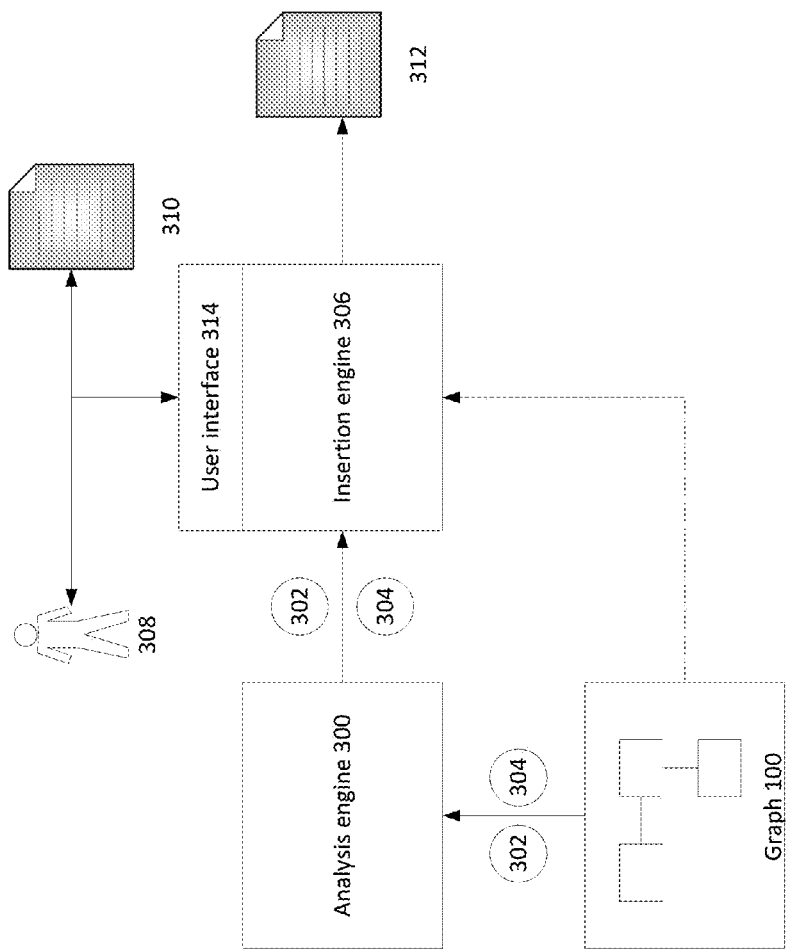 308
310
User interface 314
Insertion engine 306
312
302
304
Analysis engine 300
302
304
Graph 100